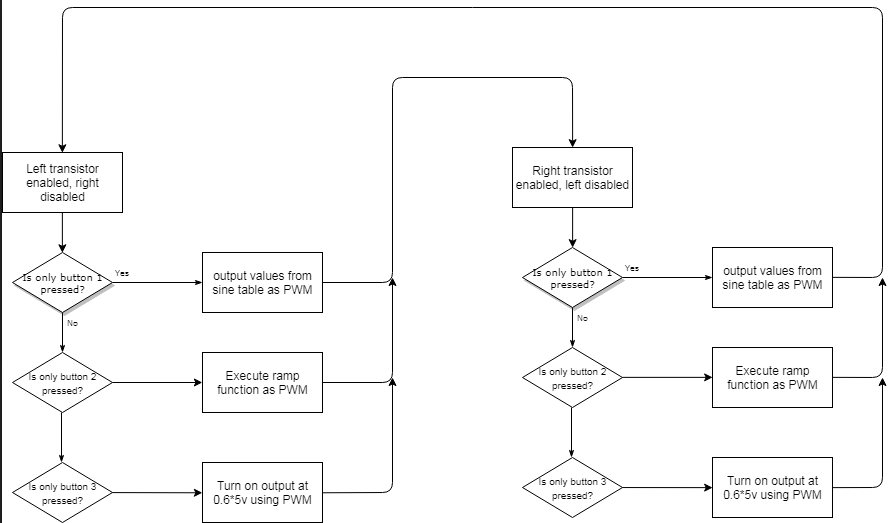 Left transistor
enabled, right
disabled
Is only button 1
pressed?
Yes
output values from
sine table as PWM
No
Is only button 2
pressed?
Execute ramp
function as PWM
Is only button 3
pressed?
Turn on output at
0.6*5v using PWM
Right transistor
enabled, left disabled
Is only button 1
pressed?
Yes
output values from
sine table as PWM
No
Is only button 2
pressed?
Execute ramp
function as PWM
Is only button 3
pressed?
Turn on output at
0.6*5v using PWM